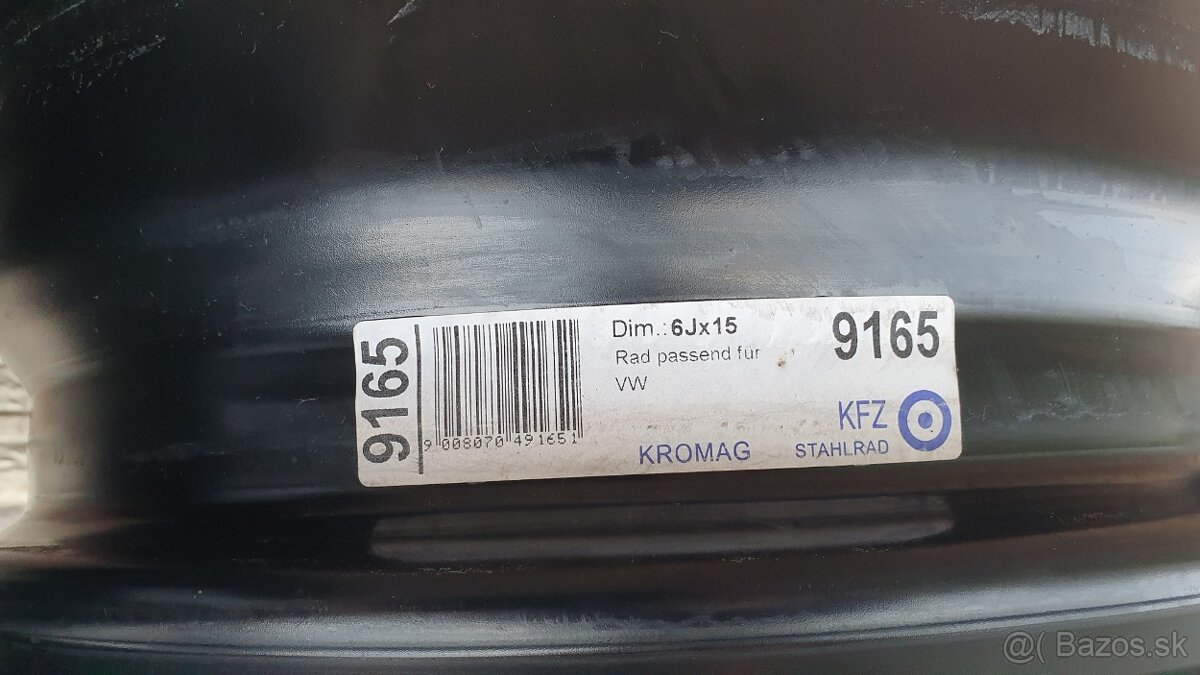 9165
9 008070 491651
Dim.:6Jx15
Rad passend für
VW
9165
KROMAG
KFZ
STAHLRAD
@( Bazos.sk